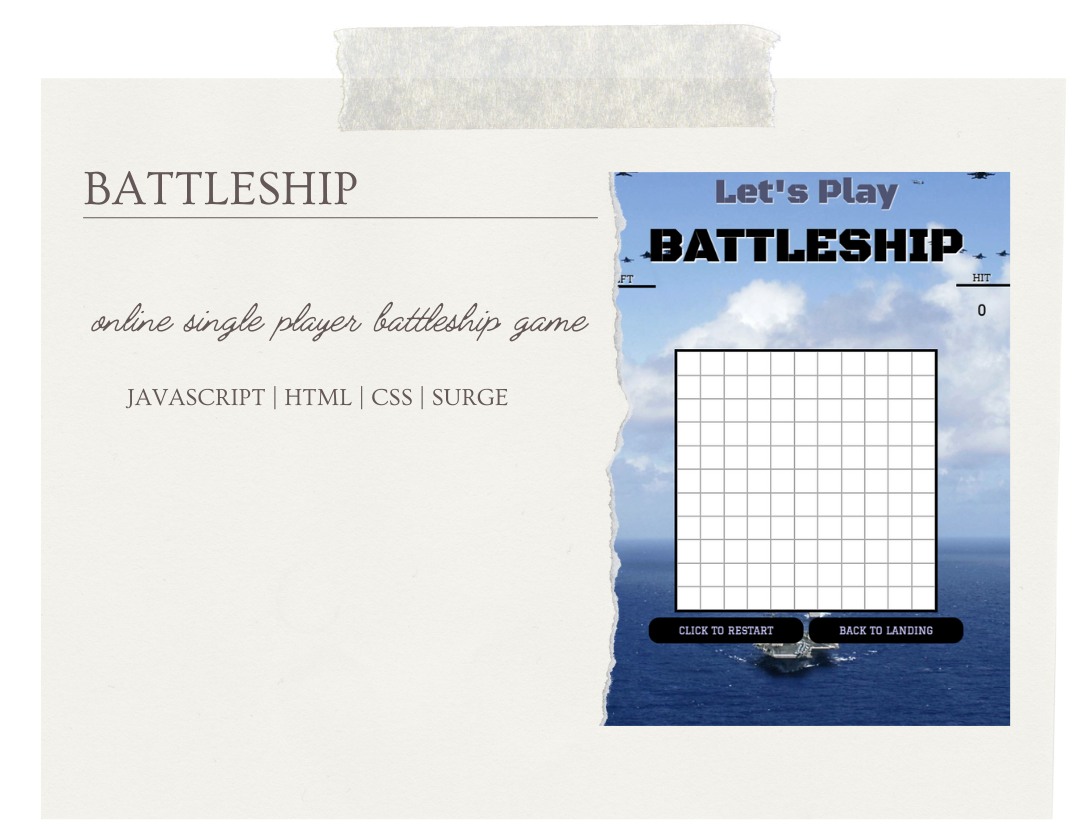 BATTLESHIP
online single player battleship game
JAVASCRIPT | HTML | CSS | SURGE
Let's Play
BATTLESHIP
FT
HIT
0
CLICK TO RESTART
BACK TO LANDING